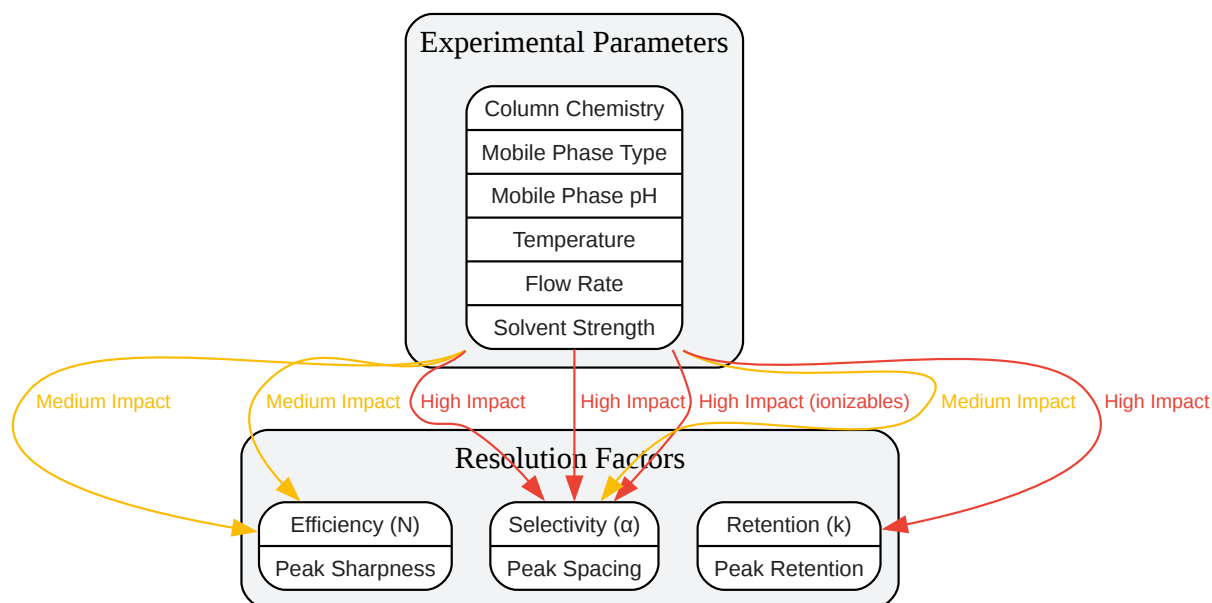 Experimental Parameters
Column Chemistry
Mobile Phase Type
Mobile Phase pH
Temperature
Flow Rate
Solvent Strength
Medium Impact
Medium Impact
High Impact
High Impact
High Impact (ionizables)
Medium Impact
High Impact
Resolution Factors
Efficiency (N)
Peak Sharpness
Selectivity (α)
Peak Spacing
Retention (k)
Peak Retention